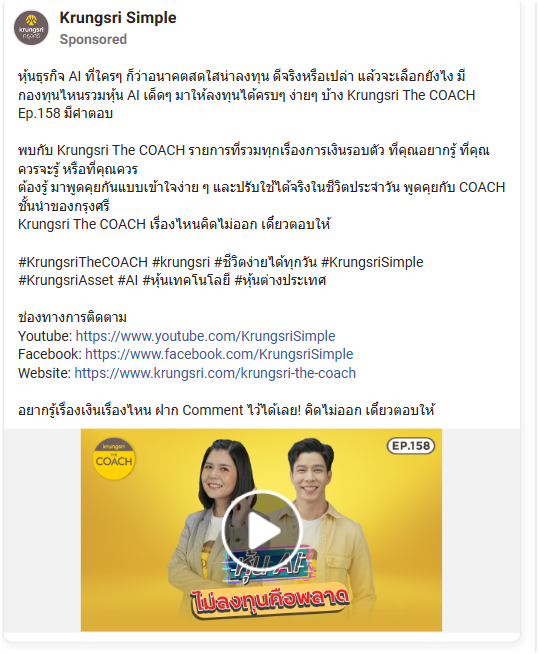 Krungsri Simple
Sponsored
หุ้นธุรกิจ AI ที่ใครๆ ก็ว่าอนาคตสดใสน่าลงทุน ดีจริงหรือเปล่า แล้วจะเลือกยังไง มี
กองทุนไหนรวมหุ้น AI เด็ดๆ มาให้ลงทุนได้ครบๆ ง่ายๆ บ้าง Krungsri The COACH
Ep.158 มีคำตอบ
พบกับ Krungsri The COACH รายการที่รวมทุกเรื่องการเงินรอบตัว ที่คุณอยากรู้ ที่คุณ
ควรจะรู้ หรือที่คุณควร
ต้องรู้ มาพูดคุยกันแบบเข้าใจง่าย ๆ และปรับใช้ได้จริงในชีวิตประจำวัน พูดคุยกับ COACH
ชั้นนำของกรุงศรี
Krungsri The COACH เรื่องไหนคิดไม่ออก เดี๋ยวตอบให้
#KrungsriTheCOACH #krungsri #ชีวิตง่ายได้ทุกวัน #KrungsriSimple
#KrungsriAsset #AI #หุ้นเทคโนโลยี #หุ้นต่างประเทศ
ช่องทางการติดตาม
Youtube: https://www.youtube.com/KrungsriSimple
Facebook: https://www.facebook.com/KrungsriSimple
Website: https://www.krungsri.com/krungsri-the-coach
อยากรู้เรื่องเงินเรื่องไหน ฝาก Comment ไว้ได้เลย! คิดไม่ออก เดี๋ยวตอบให้
krungsri
กรุงศรี
krungsri
THE
COACH
EP.158
หุ้น AI
ไม่ลงทุนคือพลาด